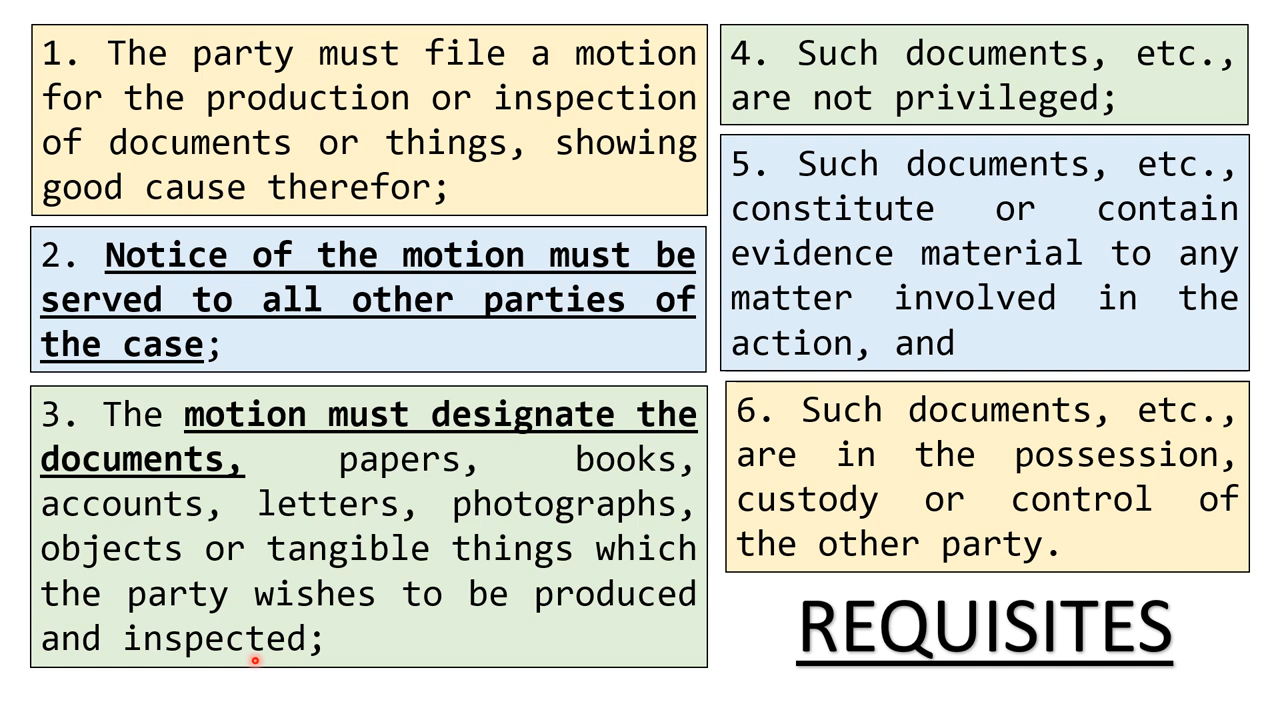 1. The party must file a motion
for the production or inspection
of documents or things, showing
good cause therefor;
2. Notice of the motion must be
served to all other parties of
the case;
3. The motion must designate the
documents, papers, books,
accounts, letters, photographs,
objects or tangible things which
the party wishes to be produced
and inspected;
4. Such documents, etc.,
are not privileged;
5. Such documents, etc.,
constitute or contain
evidence material to any
matter involved in the
action, and
6. Such documents, etc.,
are in the possession,
custody or control of
the other party.
REQUISITES